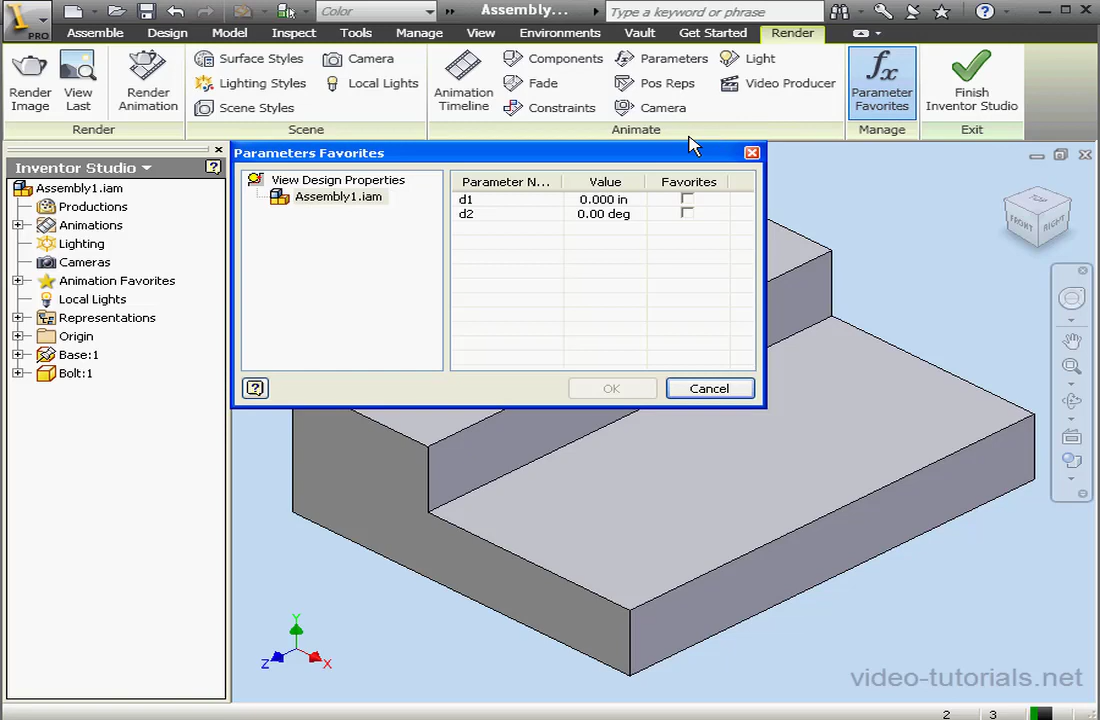 Color
Assembly...
Type a keyword or phrase
PRO
Assemble Design Model Inspect Tools Manage View Environments Vault Get Started Render
Render Image
View Last
Render Animation
Render
Surface Styles
Camera
Lighting Styles
Local Lights
Scene Styles
Scene
Animation Timeline
Components
Parameters
Light
Fade
Pos Reps
Video Producer
Constraints
Camera
Animate
fx
Parameter Favorites
Manage
Finish Inventor Studio
Exit
Inventor Studio
Assembly1.iam
Productions
Animations
Lighting
Cameras
Animation Favorites
Local Lights
Representations
Origin
Base:1
Bolt:1
Parameters Favorites
View Design Properties
Assembly1.iam
Parameter N... Value Favorites
d1 0.000 in
d2 0.00 deg
OK
Cancel
FRONT RIGHT
Y
Z X
video-tutorials.net
2 3